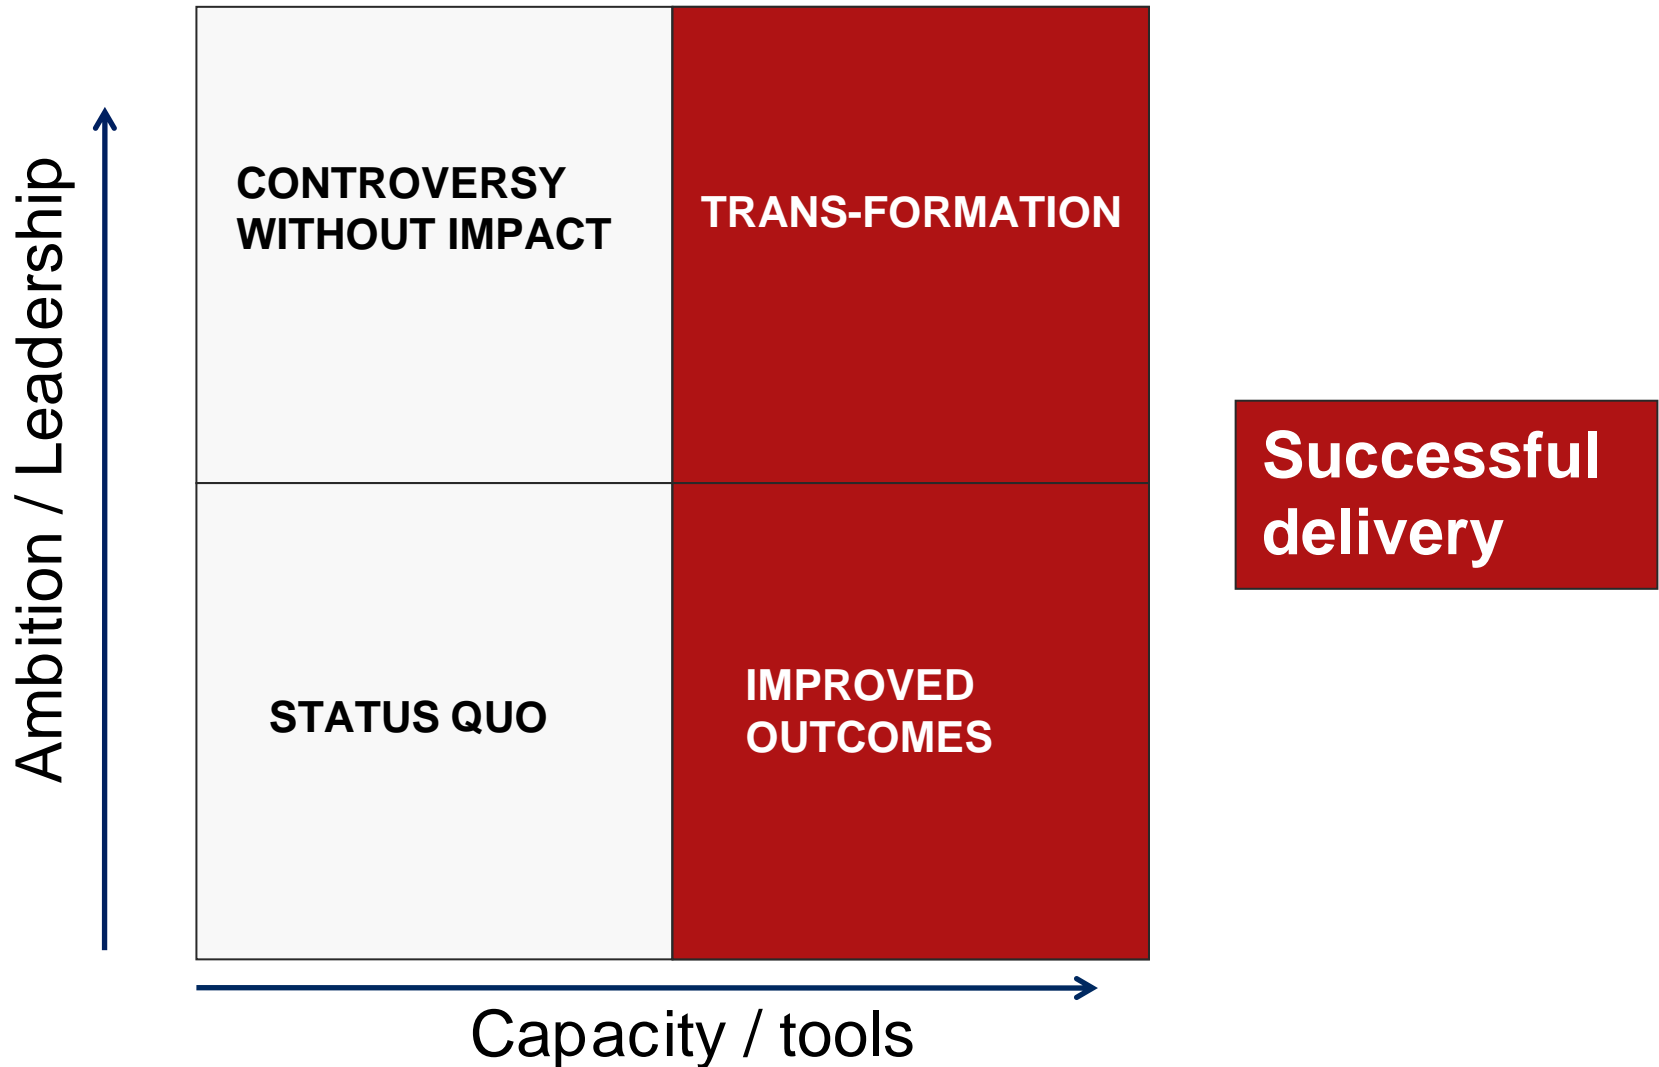 CONTROVERSY
WITHOUT IMPACT
TRANS-FORMATION
Ambition / Leadership
Successful
delivery
STATUS QUO
IMPROVED
OUTCOMES
Capacity / tools